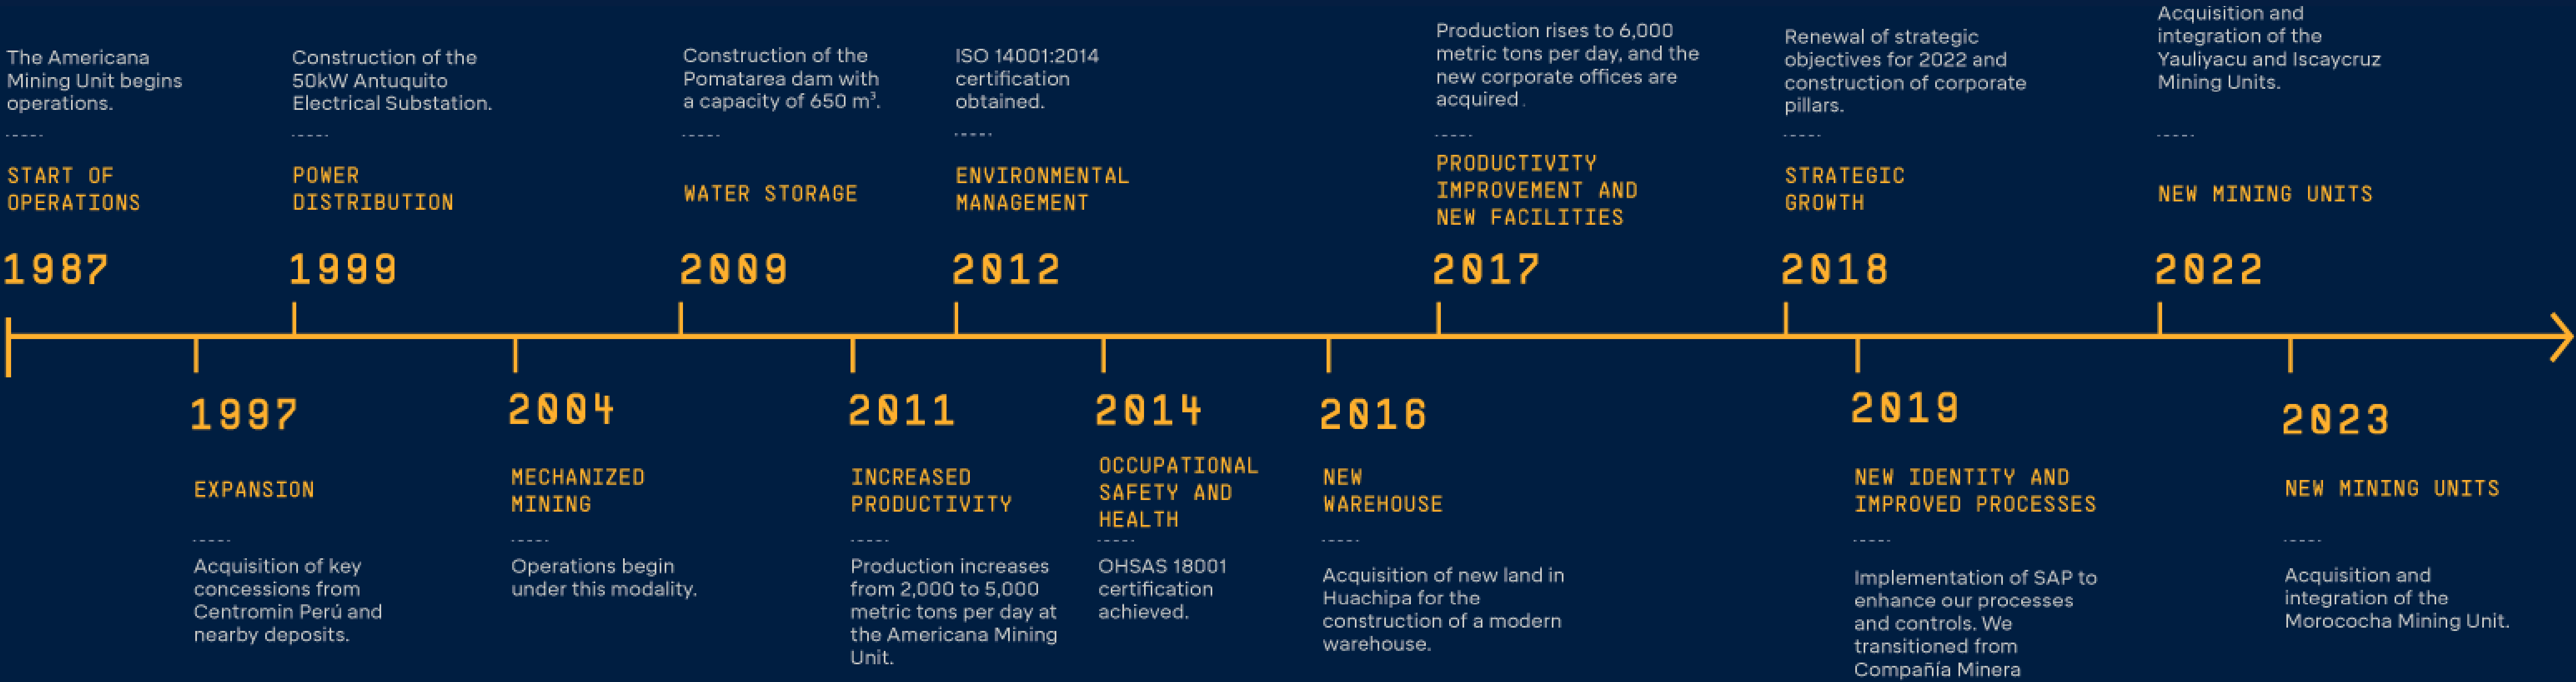 The Americana
Mining Unit begins
operations.
START OF
OPERATIONS
1987
Acquisition of key
concessions from
Centromin Perú and
nearby deposits.
EXPANSION
1997
Construction of the
50kW Antuquito
Electrical Substation.
POWER
DISTRIBUTION
1999
2004
MECHANIZED
MINING
Operations begin
under this modality.
Construction of the
Pomatarea dam with
a capacity of 650 m³.
WATER STORAGE
2009
2011
INCREASED
PRODUCTIVITY
Production increases
from 2,000 to 5,000
metric tons per day at
the Americana Mining
Unit.
ISO 14001:2014
certification
obtained.
ENVIRONMENTAL
MANAGEMENT
2012
2014
OCCUPATIONAL
SAFETY AND
HEALTH
OHSAS 18001
certification
achieved.
2016
NEW
WAREHOUSE
Acquisition of new land in
Huachipa for the
construction of a modern
warehouse.
Production rises to 6,000
metric tons per day, and the
new corporate offices are
acquired.
PRODUCTIVITY
IMPROVEMENT AND
NEW FACILITIES
2017
Renewal of strategic
objectives for 2022 and
construction of corporate
pillars.
STRATEGIC
GROWTH
2018
2019
NEW IDENTITY AND
IMPROVED PROCESSES
Implementation of SAP to
enhance our processes
and controls. We
transitioned from
Compañía Minera
Acquisition and
integration of the
Yauliyacu and Iscaycruz
Mining Units.
NEW MINING UNITS
2022
2023
NEW MINING UNITS
Acquisition and
integration of the
Morococha Mining Unit.